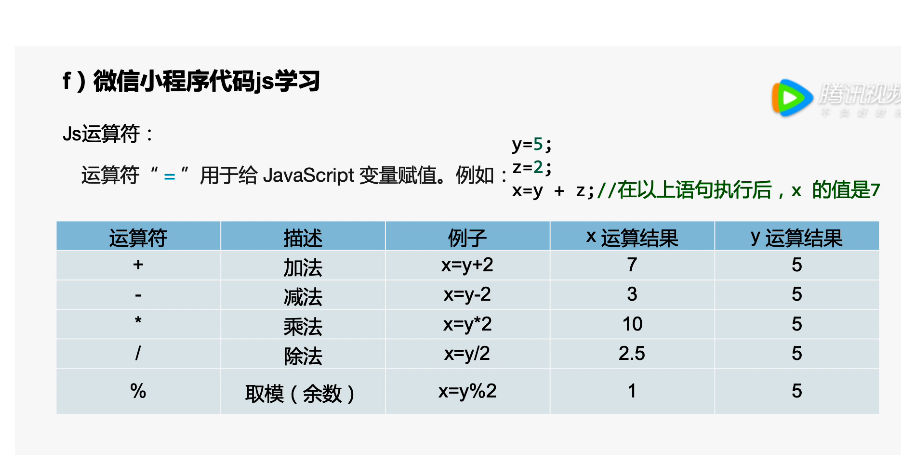 f）微信小程序代码js学习
腾讯视频
Js运算符：
运算符“ = ”用于给 JavaScript 变量赋值。例如：
y=5;
z=2;
x=y + z;//在以上语句执行后，x 的值是7
运算符 描述 例子 x 运算结果 y 运算结果
+ 加法 x=y+2 7 5
- 减法 x=y-2 3 5
* 乘法 x=y*2 10 5
/ 除法 x=y/2 2.5 5
% 取模（余数） x=y%2 1 5